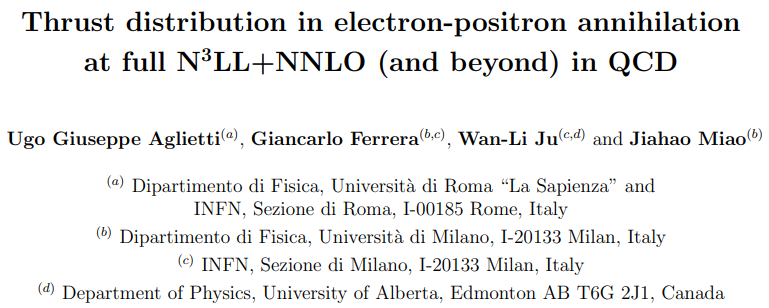 Thrust distribution in electron-positron annihilation
at full N³LL+NNLO (and beyond) in QCD
Ugo Giuseppe Aglietti(a), Giancarlo Ferrera(b,c), Wan-Li Ju(c,d) and Jiahao Miao(b)
(a) Dipartimento di Fisica, Università di Roma “La Sapienza” and
INFN, Sezione di Roma, I-00185 Rome, Italy
(b) Dipartimento di Fisica, Università di Milano, I-20133 Milan, Italy
(c) INFN, Sezione di Milano, I-20133 Milan, Italy
(d) Department of Physics, University of Alberta, Edmonton AB T6G 2J1, Canada